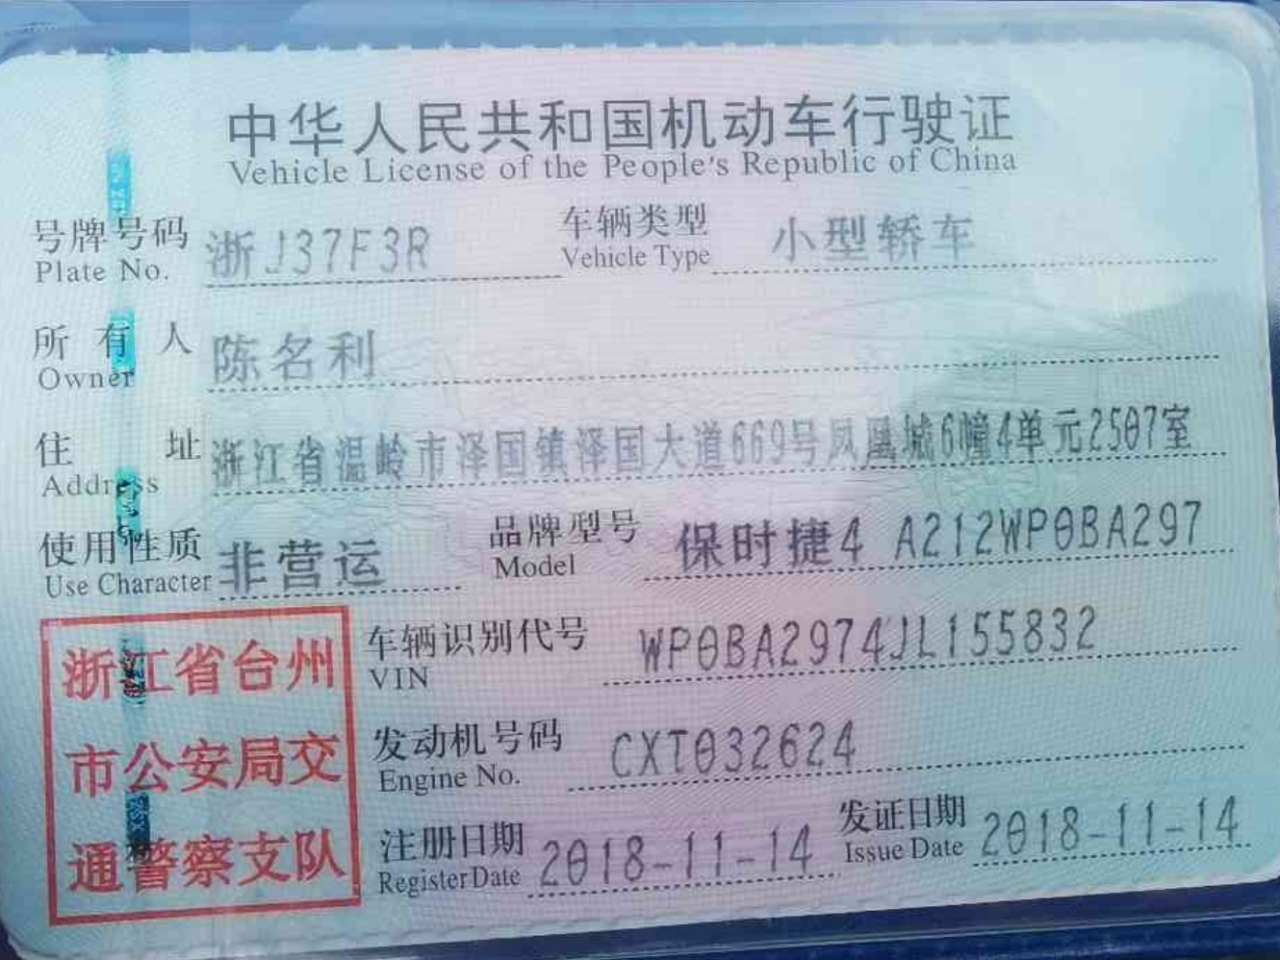 中华人民共和国机动车行驶证
Vehicle License of the People's Republic of China
号牌号码 浙J37F3R 车辆类型 小型轿车
Plate No. Vehicle Type
所有人 陈名利
Owner
住址 浙江省温岭市泽国镇泽国大道669号凤凰城6幢4单元2507室
Address
使用性质 非营运 品牌型号 保时捷4 A212WP0BA297
Use Character Model
浙江省台州
市公安局交
通警察支队
车辆识别代号 WP0BA2974JL155832
VIN
发动机号码 CXT032624
Engine No.
注册日期 2018-11-14 发证日期 2018-11-14
Register Date Issue Date